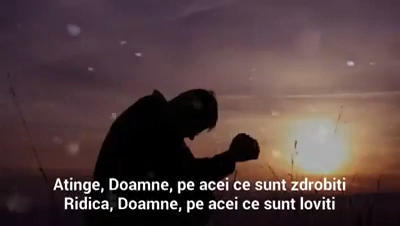 Atinge, Doamne, pe acei ce sunt zdrobiti
Ridica, Doamne, pe acei ce sunt loviti